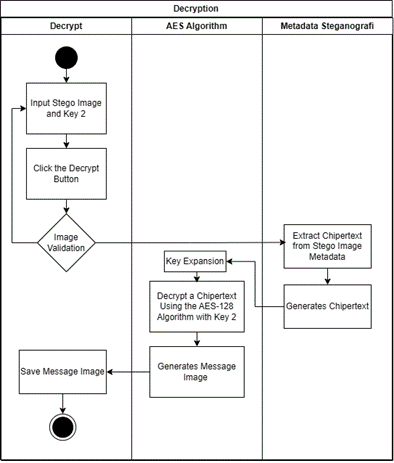 Decryption
Decrypt
AES Algorithm
Metadata Steganografi
Input Stego Image
and Key 2
Click the Decrypt
Button
Image
Validation
Extract Chipertext
from Stego Image
Metadata
Key Expansion
Decrypt a Chipertext
Using the AES-128
Algorithm with Key 2
Generates Chipertext
Generates Message
Image
Save Message Image